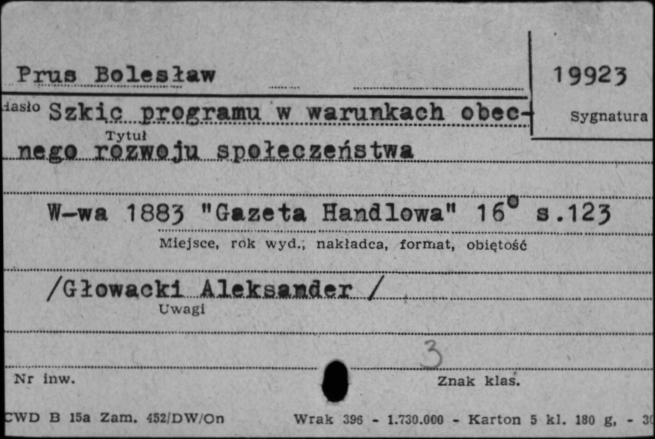 Prus Bolesław
19923
Hasło
Sygnatura
Szkic programu w warunkach obec-
Tytuł
nego rozwoju społeczeństwa
W-wa 1883 "Gazeta Handlowa" 16° s.123
Miejsce, rok wyd., nakładca, format, objętość
/Głowacki Aleksander /
Uwagi
3
Nr inw.
Znak klas.
CWD B 15a Zam. 452/DW/On
Wrak 396 - 1.730.000 - Karton 5 kl. 180 g, -